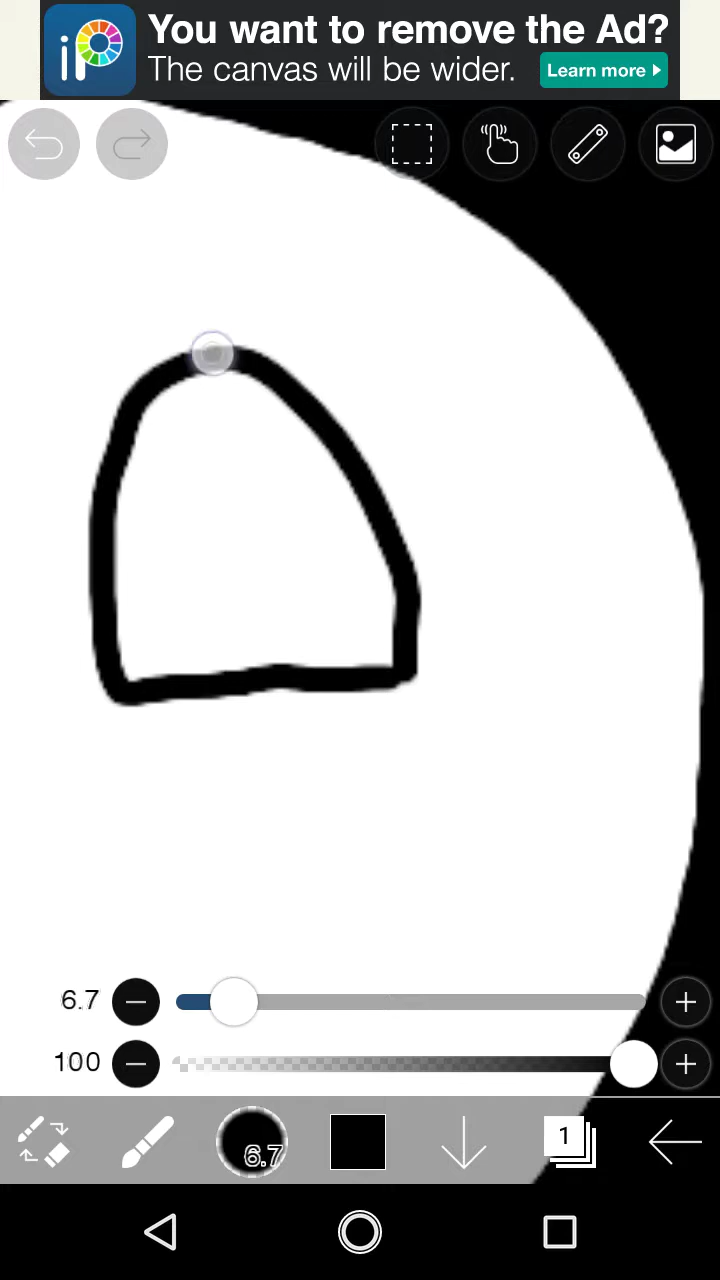 iP
You want to remove the Ad?
The canvas will be wider.
Learn more
6.7
100
6.7
1